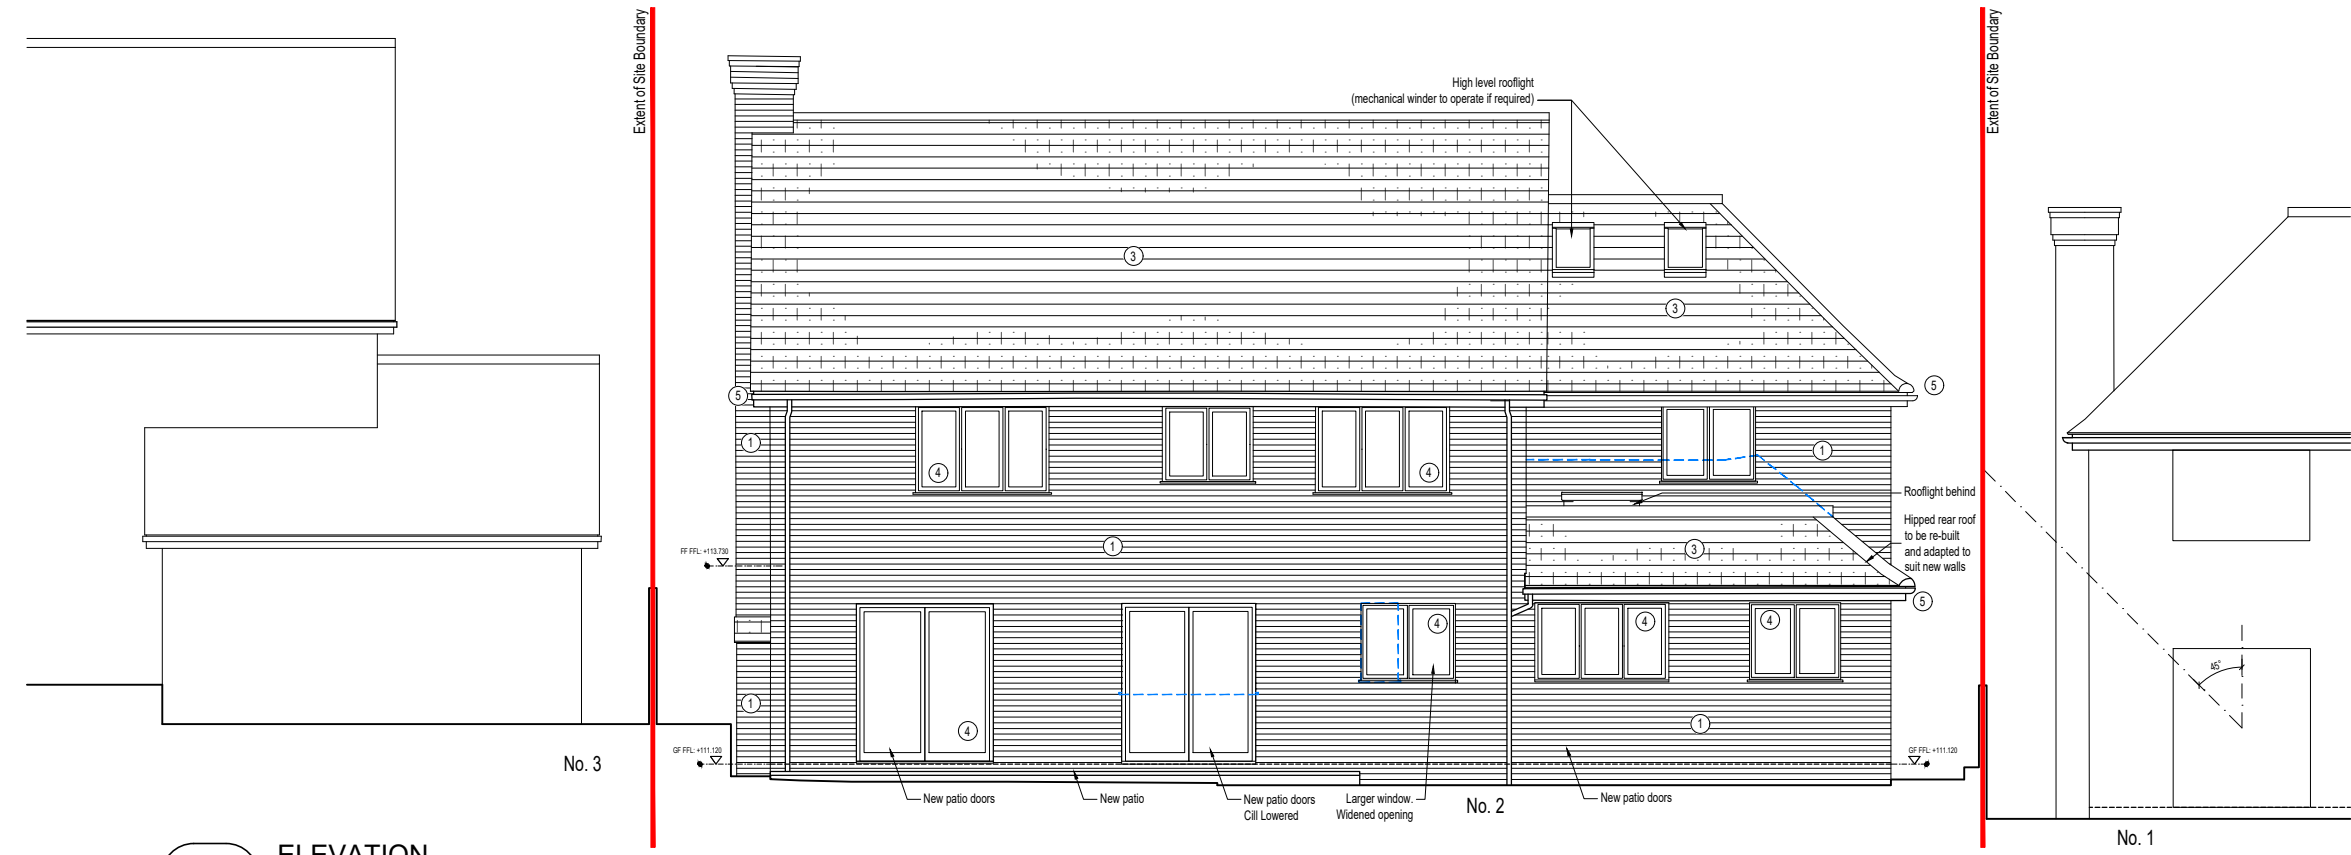 Extent of Site Boundary
Extent of Site Boundary
High level rooflight
(mechanical winder to operate if required)
3
3
5
5
1
4
4
1
Rooflight behind
Hipped rear roof
to be re-built
and adapted to
suit new walls
1
3
FF FFL: +113.730
5
4
4
4
45°
1
4
1
GF FFL: +111.120
GF FFL: +111.120
No. 3
New patio doors
New patio
New patio doors
Cill Lowered
Larger window.
Widened opening
No. 2
New patio doors
No. 1
ELEVATION